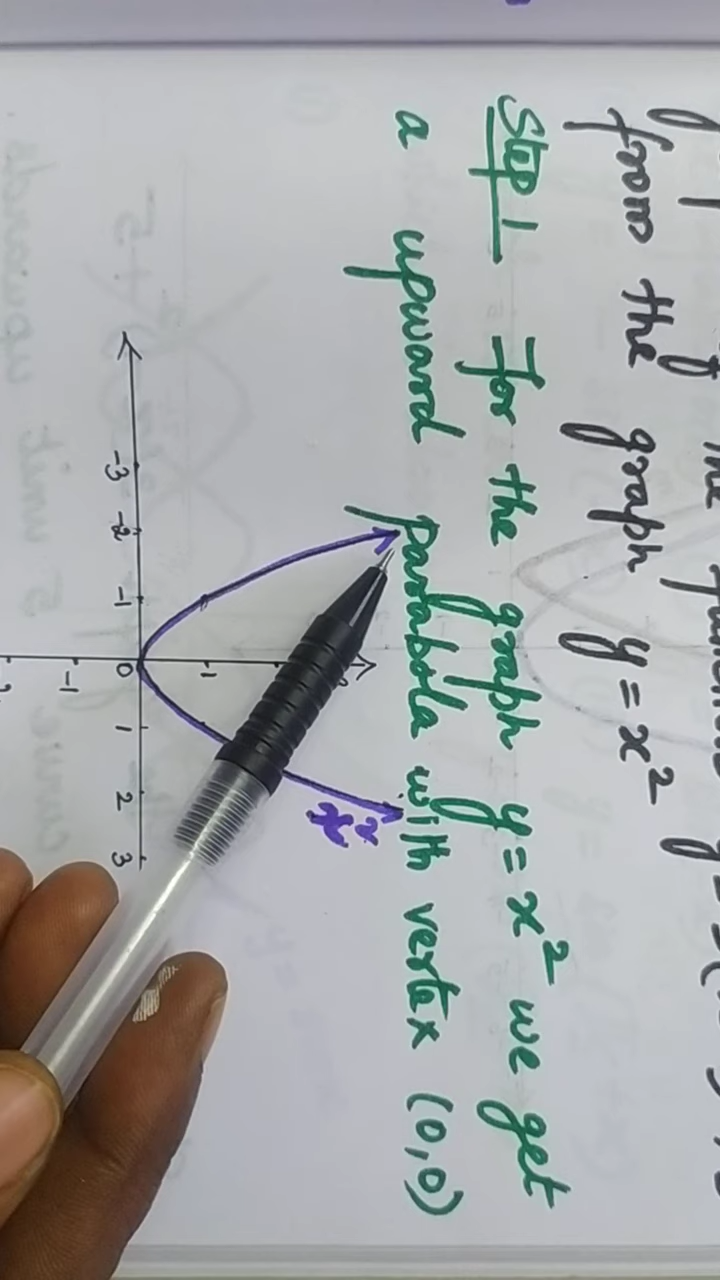 from the graph y = x²
Step 1 For the graph y = x² we get
a upward parabola with vertex (0,0)
x²
-3 -2 -1 0 1 2 3
1
-1